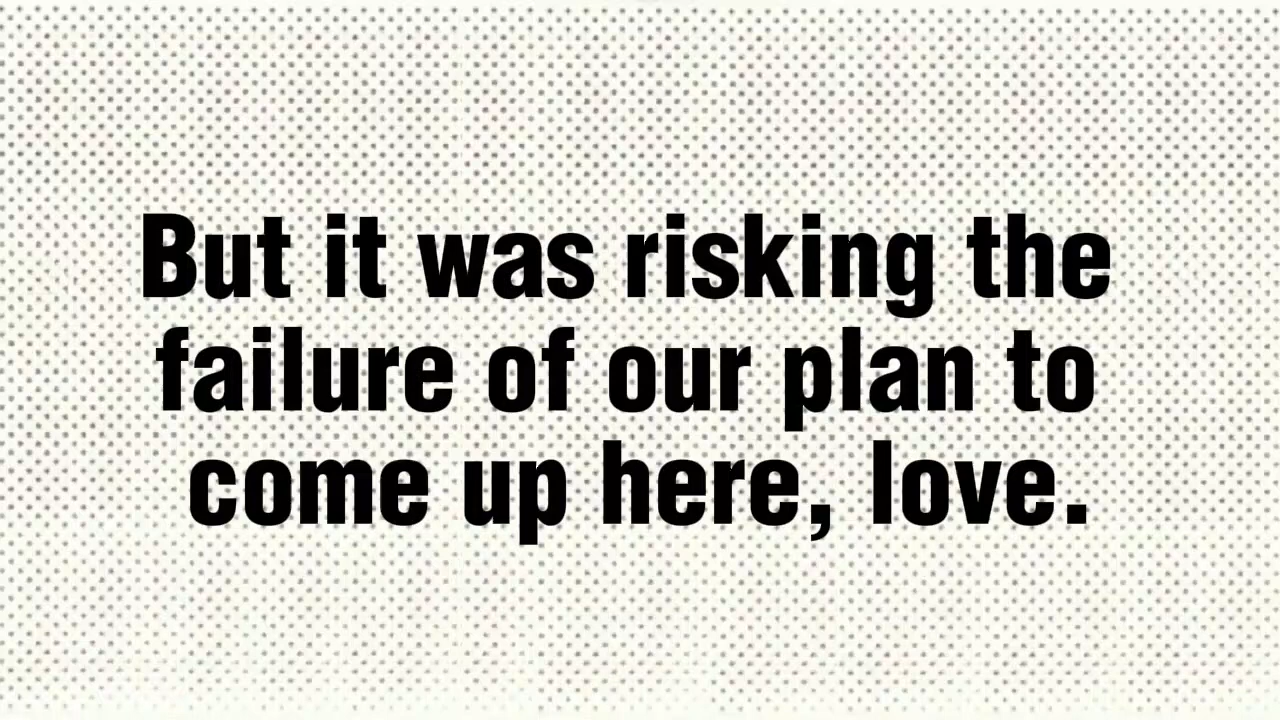 But it was risking the
failure of our plan to
come up here, love.